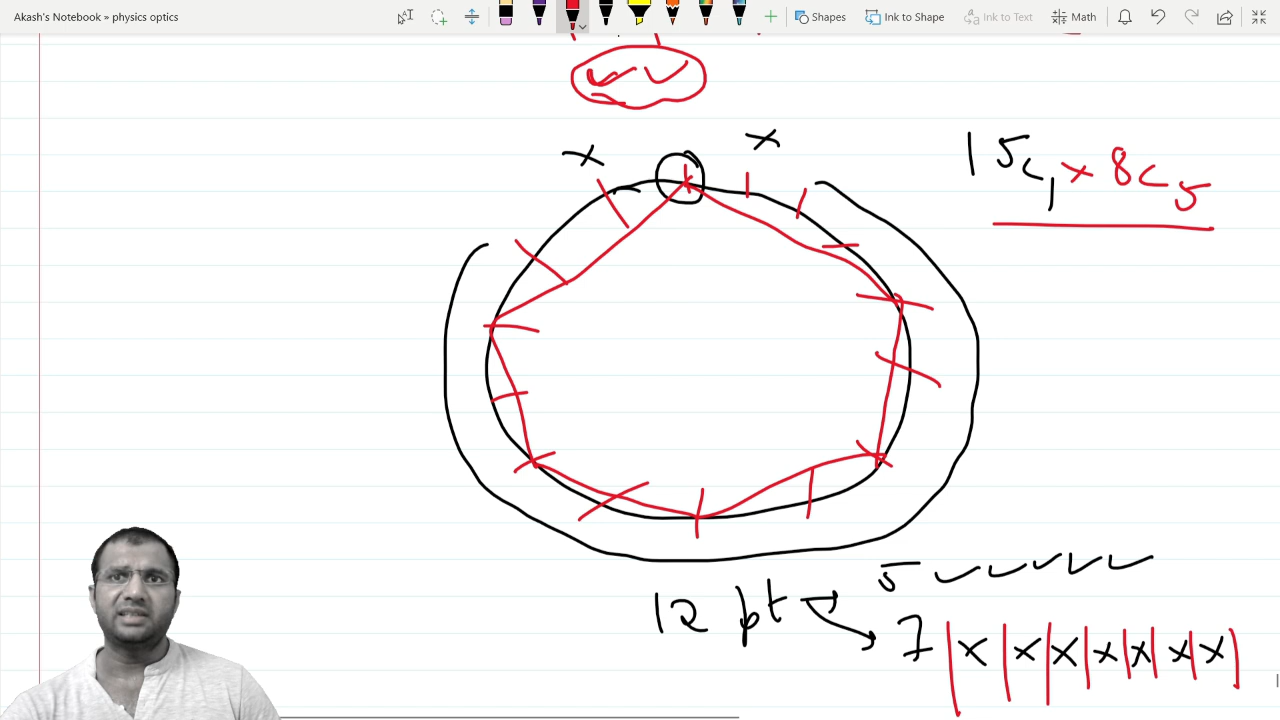 Akash's Notebook » physics optics
Shapes
Ink to Shape
Ink to Text
Math
x
x
15c₁ x 8c₅
12 pt
5 ✓ ✓ ✓ ✓ ✓
7 | x | x | x | x | x | x | x |